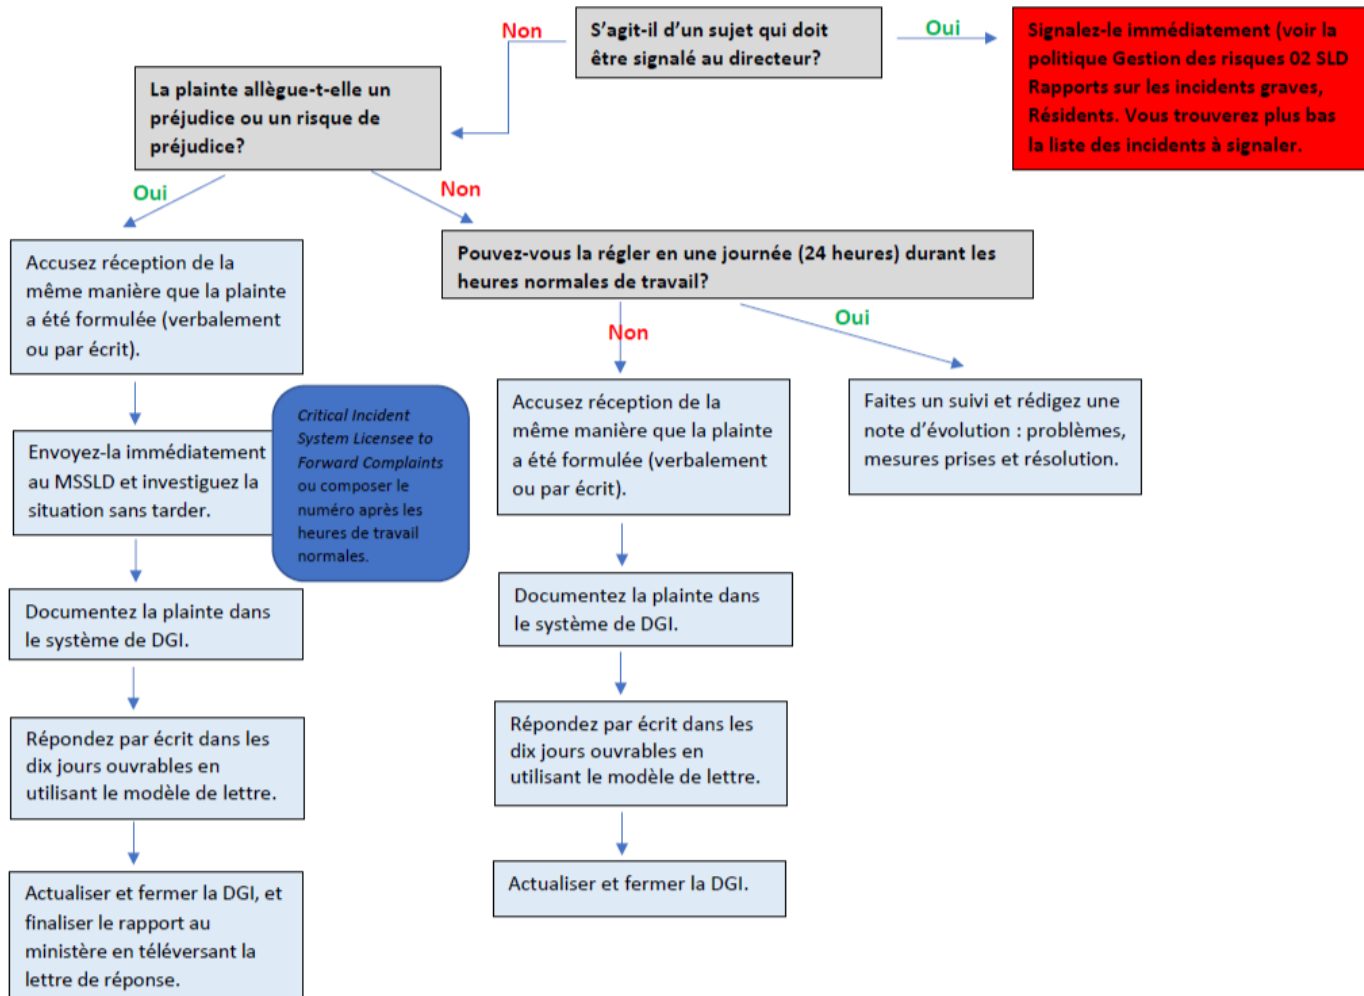 S'agit-il d'un sujet qui doit
être signalé au directeur?
Non
Oui
Signalez-le immédiatement (voir la
politique Gestion des risques 02 SLD
Rapports sur les incidents graves,
Résidents. Vous trouverez plus bas
la liste des incidents à signaler.
La plainte allègue-t-elle un
préjudice ou un risque de
préjudice?
Oui
Non
Accusez réception de la
même manière que la plainte
a été formulée (verbalement
ou par écrit).
Envoyez-la immédiatement
au MSSLD et investiguez la
situation sans tarder.
Critical Incident
System Licensee to
Forward Complaints
ou composer le
numéro après les
heures de travail
normales.
Documentez la plainte dans
le système de DGI.
Répondez par écrit dans les
dix jours ouvrables en
utilisant le modèle de lettre.
Actualiser et fermer la DGI, et
finaliser le rapport au
ministère en téléversant la
lettre de réponse.
Pouvez-vous la régler en une journée (24 heures) durant les
heures normales de travail?
Non
Oui
Accusez réception de la
même manière que la plainte
a été formulée (verbalement
ou par écrit).
Documentez la plainte dans
le système de DGI.
Répondez par écrit dans les
dix jours ouvrables en
utilisant le modèle de lettre.
Actualiser et fermer la DGI.
Faites un suivi et rédigez une
note d'évolution : problèmes,
mesures prises et résolution.